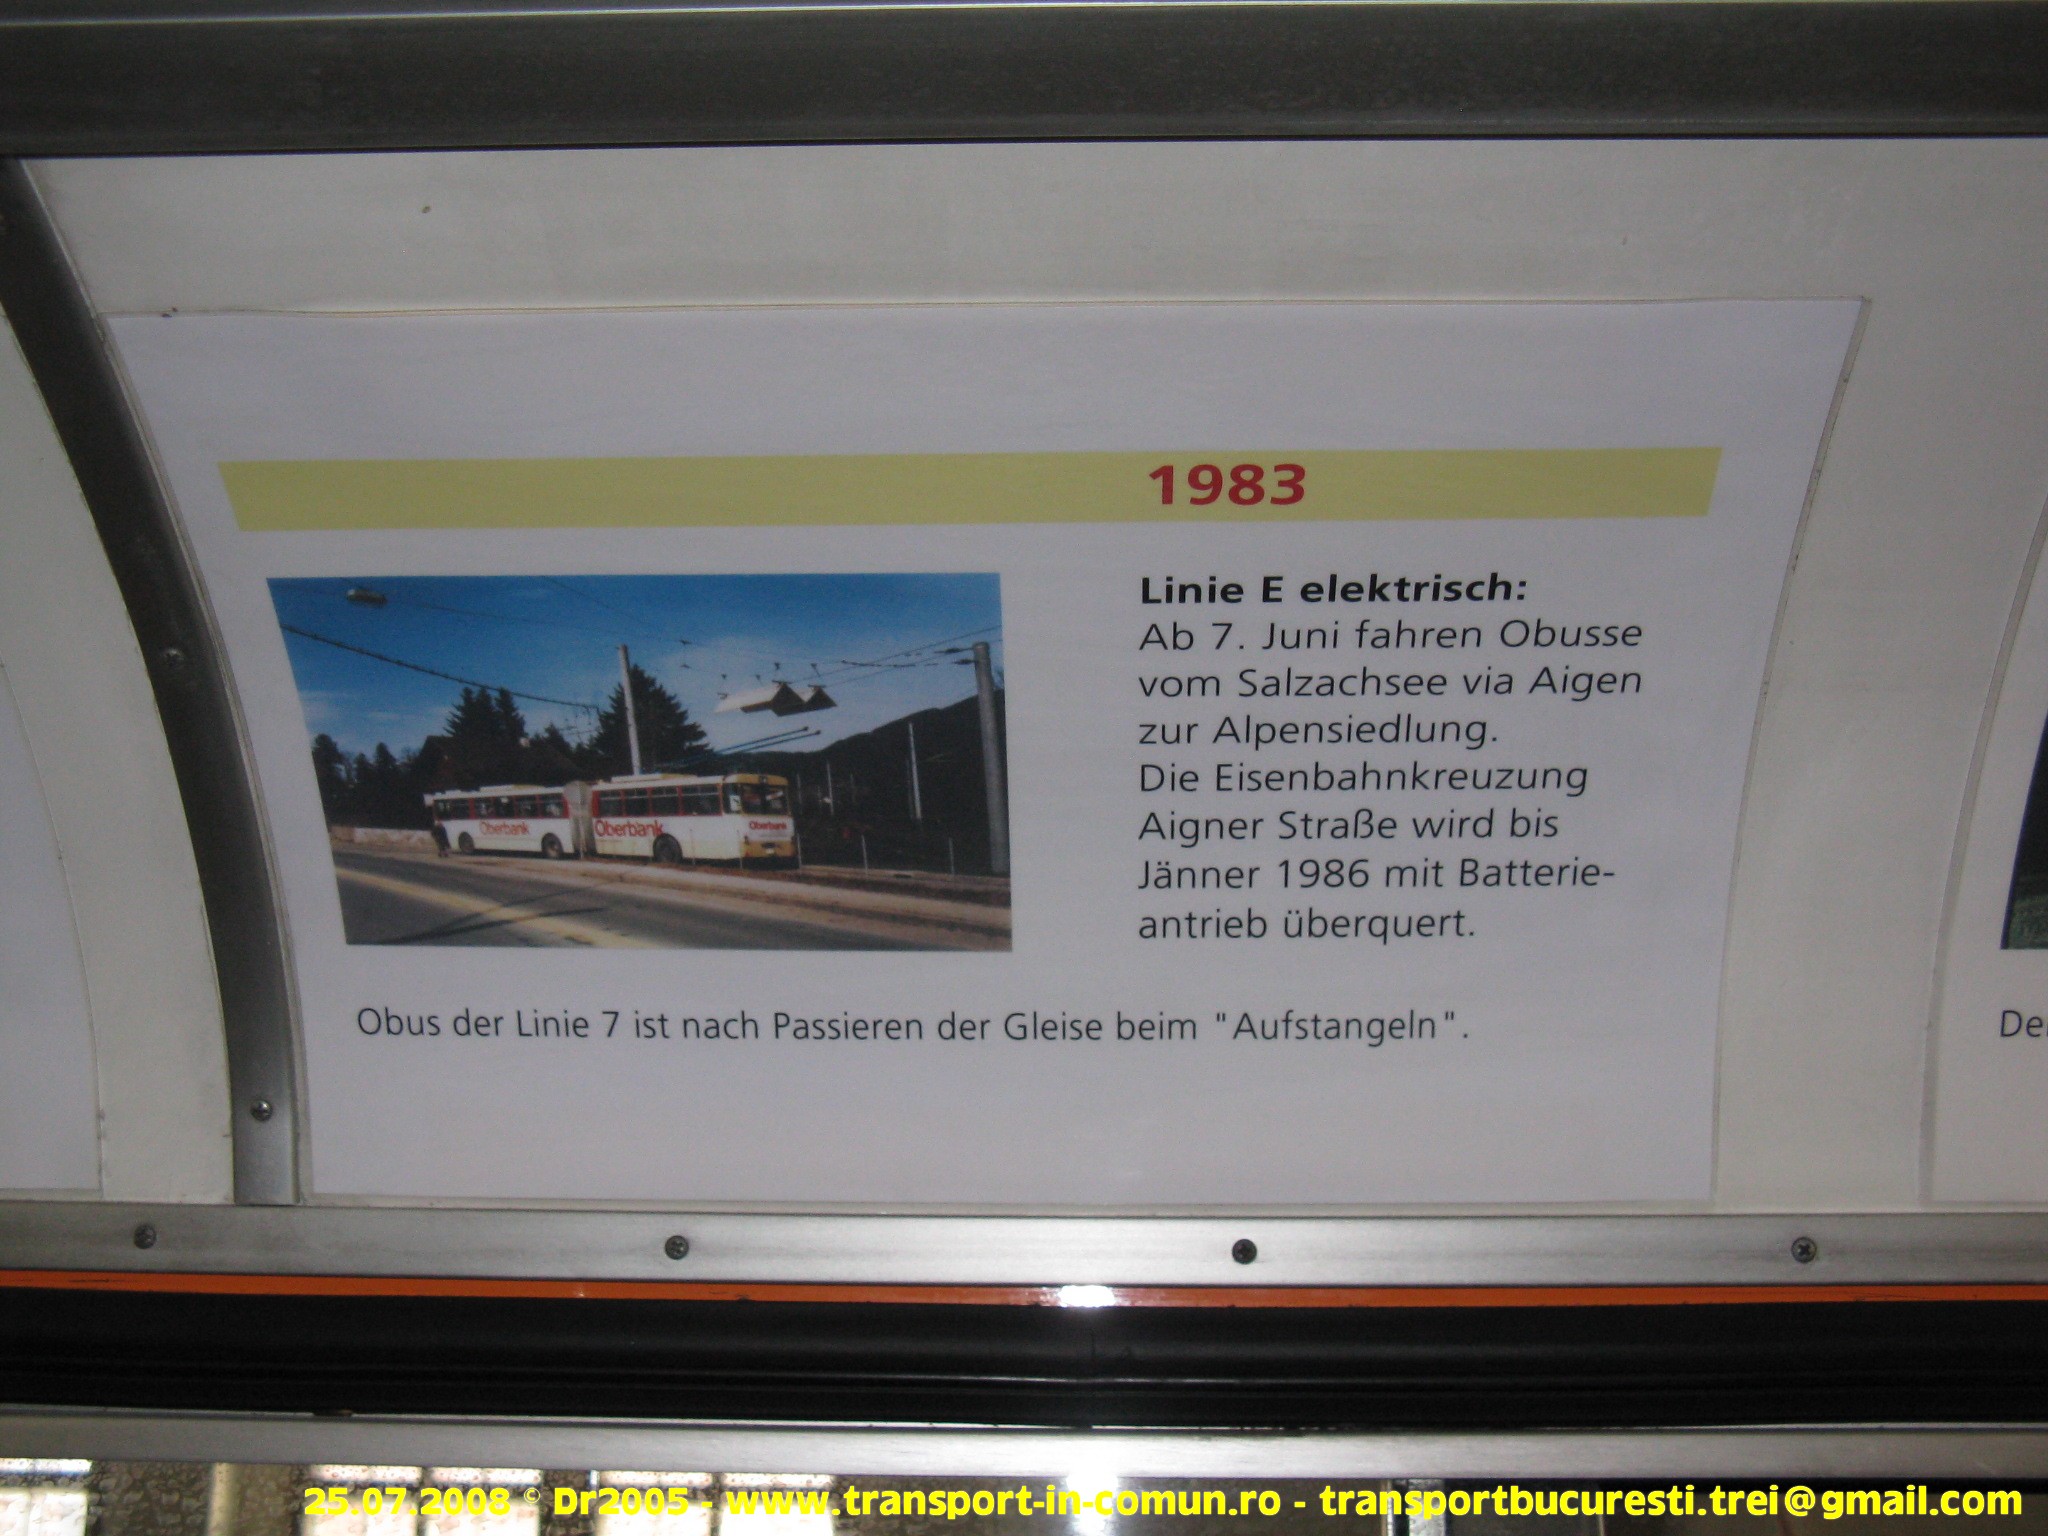 1983
Linie E elektrisch:
Ab 7. Juni fahren Obusse
vom Salzachsee via Aigen
zur Alpensiedlung.
Die Eisenbahnkreuzung
Aigner Straße wird bis
Jänner 1986 mit Batterie-
antrieb überquert.
Oberbank
Oberbank
Oberbank
Obus der Linie 7 ist nach Passieren der Gleise beim "Aufstangeln".
25.07.2008 © Dr2005 - www.transport-in-comun.ro - transportbucuresti.trei@gmail.com